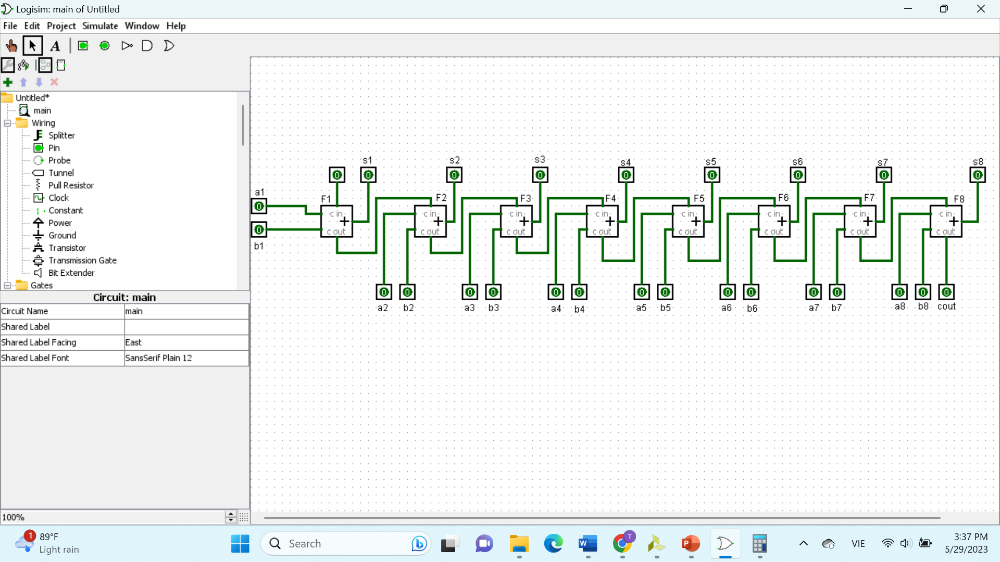 Logisim: main of Untitled
File Edit Project Simulate Window Help
A
Untitled*
main
Wiring
Splitter
Pin
Probe
Tunnel
Pull Resistor
Clock
1 Constant
Power
Ground
Transistor
Transmission Gate
Bit Extender
Gates
Circuit: main
Circuit Name main
Shared Label
Shared Label Facing East
Shared Label Font SansSerif Plain 12
100%
s1 s2 s3 s4 s5 s6 s7 s8
0 0 0 0 0 0 0 0 0
a1 F1 F2 F3 F4 F5 F6 F7 F8
0 c in c in c in c in c in c in c in c in
+ + + + + + + +
0 c out c out c out c out c out c out c out c out
b1
0 0 0 0 0 0 0 0 0 0 0 0 0 0 0
a2 b2 a3 b3 a4 b4 a5 b5 a6 b6 a7 b7 a8 b8 cout
1 89°F
Light rain
Search
T
W
P
VIE
3:37 PM
5/29/2023